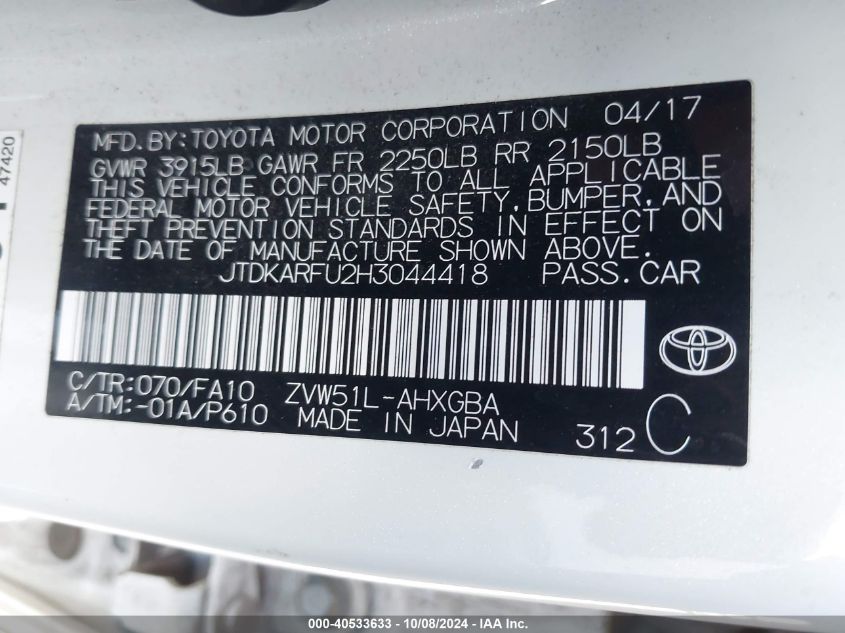 MFD.BY:TOYOTA MOTOR CORPORATION 04/17
GVWR 3915LB GAWR FR 2250LB RR 2150LB
THIS VEHICLE CONFORMS TO ALL APPLICABLE
FEDERAL MOTOR VEHICLE SAFETY,BUMPER,AND
THEFT PREVENTION STANDARDS IN EFFECT ON
THE DATE OF MANUFACTURE SHOWN ABOVE.
JTDKARFU2H3044418 PASS.CAR
C/TR:070/FA10 ZVW51L-AHXGBA
A/TM:-01A/P610 MADE IN JAPAN 312 C
47420
000-40533633 - 10/08/2024 - IAA Inc.